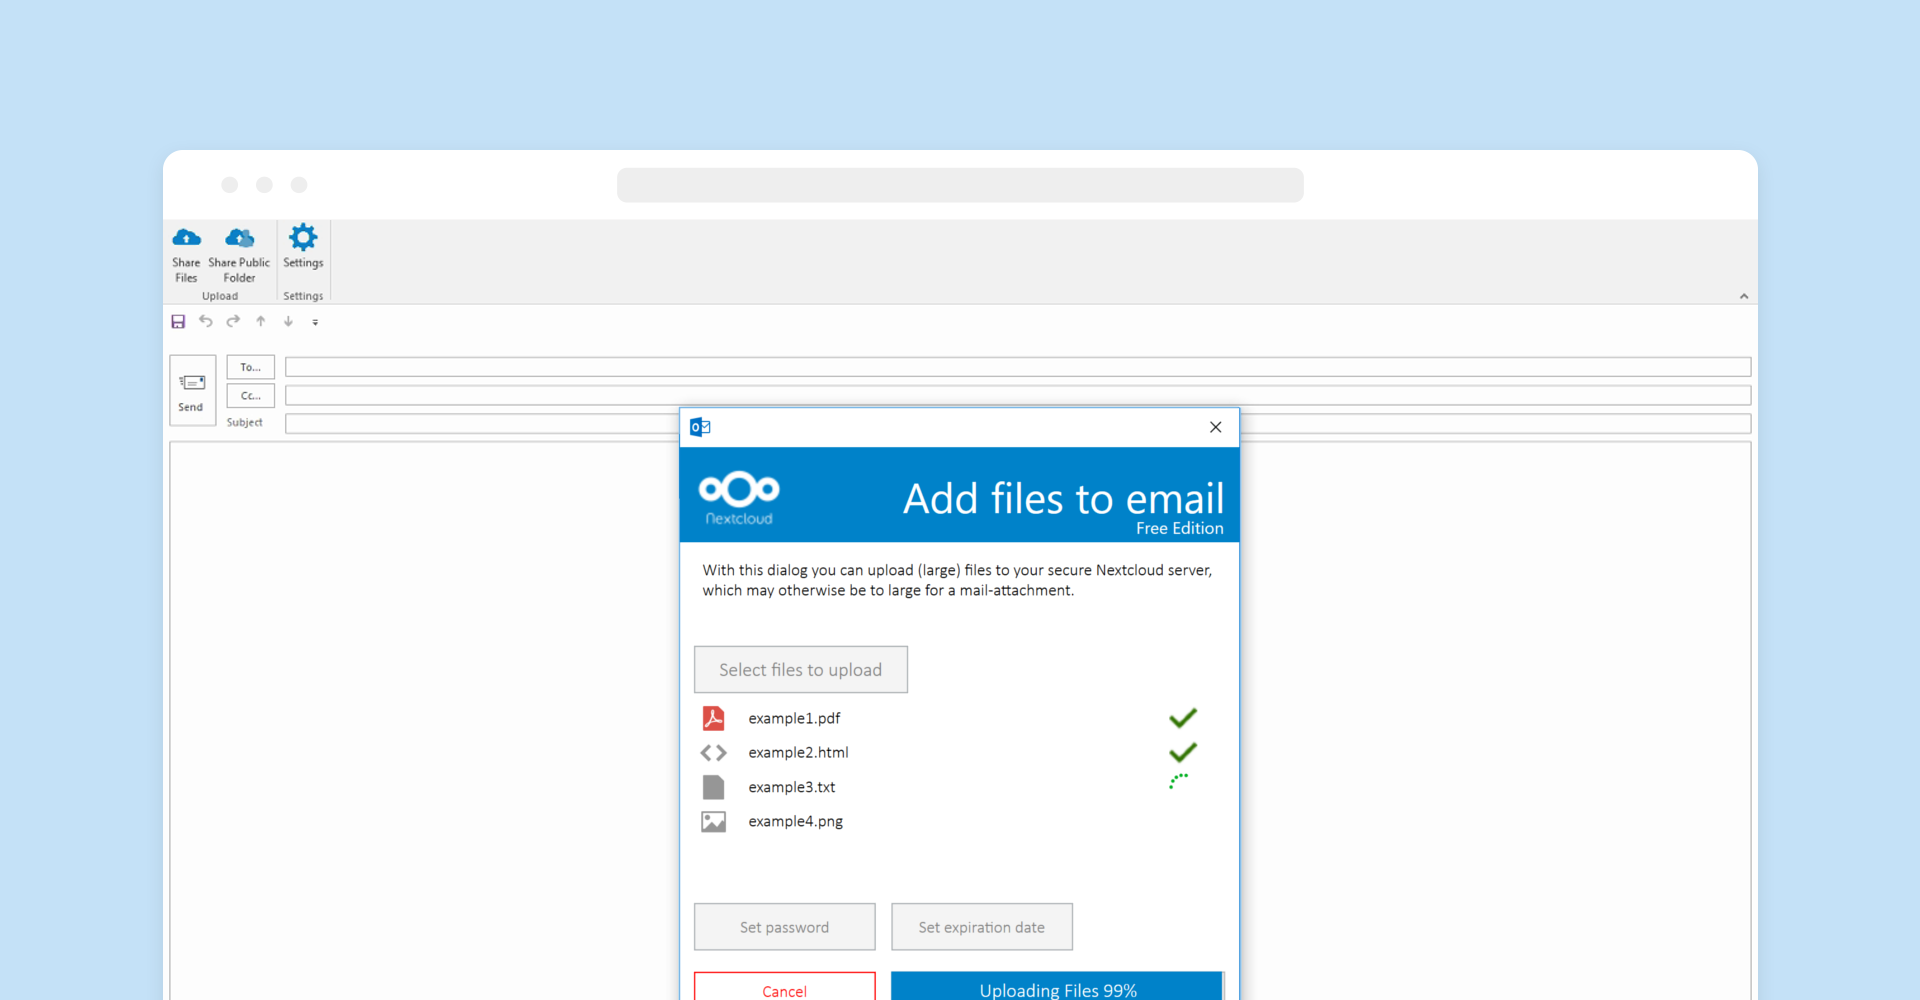 Share Files
Share Public Folder
Settings
Upload
Settings
To...
Cc...
Send
Subject
Nextcloud
Add files to email
Free Edition
With this dialog you can upload (large) files to your secure Nextcloud server,
which may otherwise be to large for a mail-attachment.
Select files to upload
example1.pdf
example2.html
example3.txt
example4.png
Set password
Set expiration date
Cancel
Uploading Files 99%